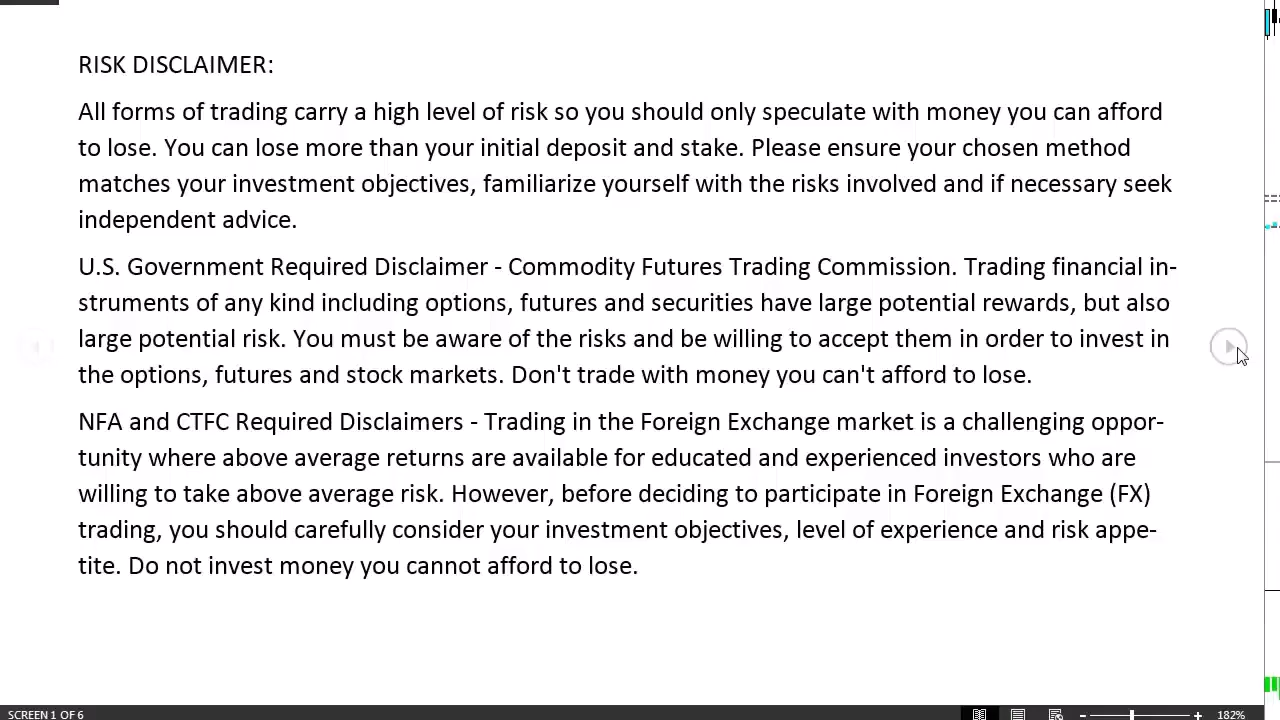 RISK DISCLAIMER:
All forms of trading carry a high level of risk so you should only speculate with money you can afford
to lose. You can lose more than your initial deposit and stake. Please ensure your chosen method
matches your investment objectives, familiarize yourself with the risks involved and if necessary seek
independent advice.
U.S. Government Required Disclaimer - Commodity Futures Trading Commission. Trading financial in-
struments of any kind including options, futures and securities have large potential rewards, but also
large potential risk. You must be aware of the risks and be willing to accept them in order to invest in
the options, futures and stock markets. Don't trade with money you can't afford to lose.
NFA and CTFC Required Disclaimers - Trading in the Foreign Exchange market is a challenging oppor-
tunity where above average returns are available for educated and experienced investors who are
willing to take above average risk. However, before deciding to participate in Foreign Exchange (FX)
trading, you should carefully consider your investment objectives, level of experience and risk appe-
tite. Do not invest money you cannot afford to lose.
SCREEN 1 OF 6
182%